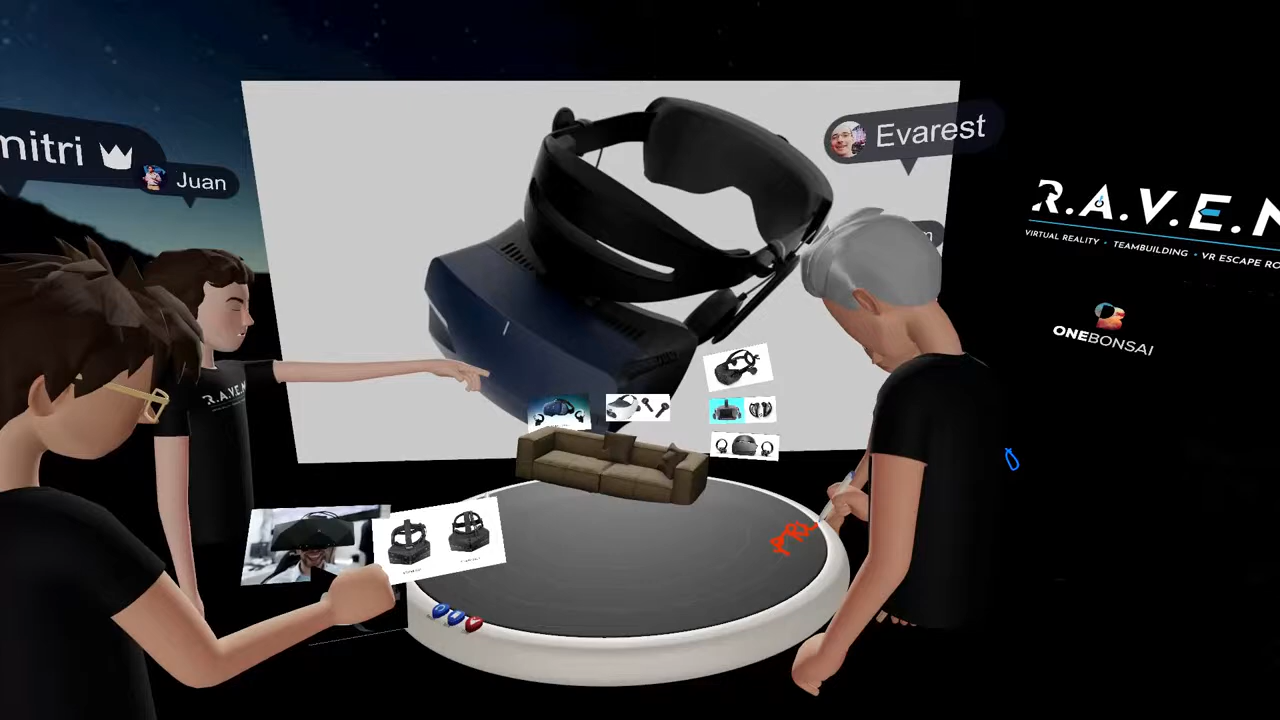 mitri
Juan
Evarest
m
R.A.V.E.N
VIRTUAL REALITY • TEAMBUILDING • VR ESCAPE RO
ONEBONSAI
R.A.V.E.